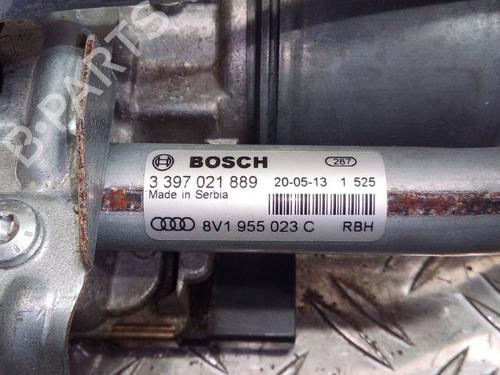 B-PARTS
BOSCH 287
3 397 021 889 20-05-13 1 525
Made in Serbia
8V1 955 023 C RBH